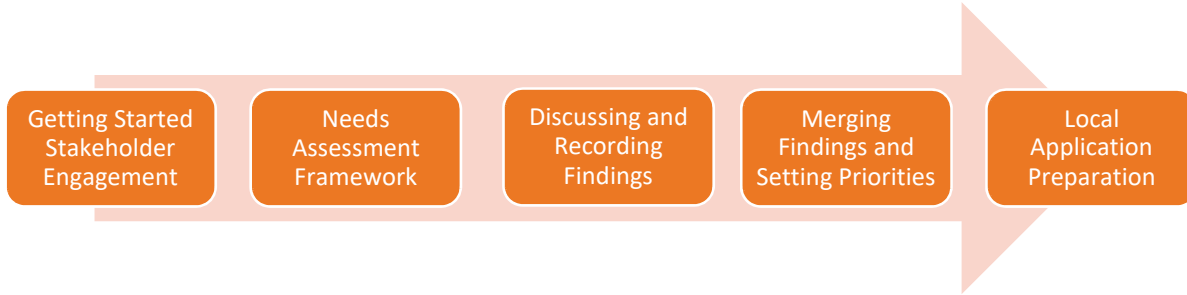 Getting Started
Stakeholder
Engagement
Needs
Assessment
Framework
Discussing and
Recording
Findings
Merging
Findings and
Setting Priorities
Local
Application
Preparation